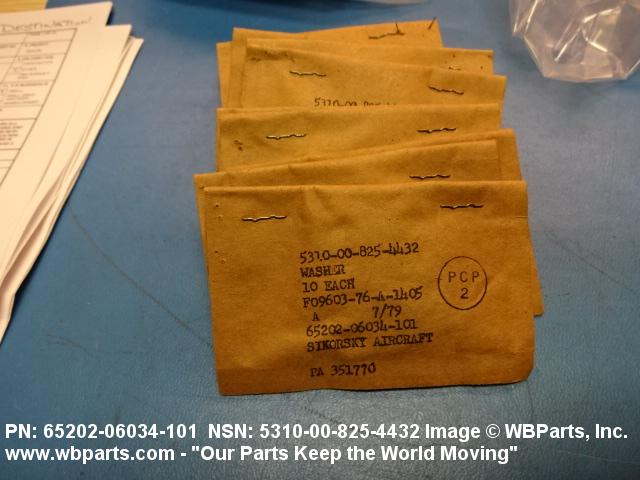 DESTINATION
5310-00-825-4432
WASHER
10 EACH
F09603-76-A-1405
A 7/79
65202-06034-101
SIKORSKY AIRCRAFT
PA 351770
PCP
2
PN: 65202-06034-101 NSN: 5310-00-825-4432 Image © WBParts, Inc.
www.wbparts.com - "Our Parts Keep the World Moving"